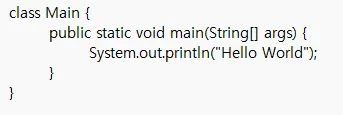 class Main {
        public static void main(String[] args) {
                System.out.println("Hello World");
        }
}